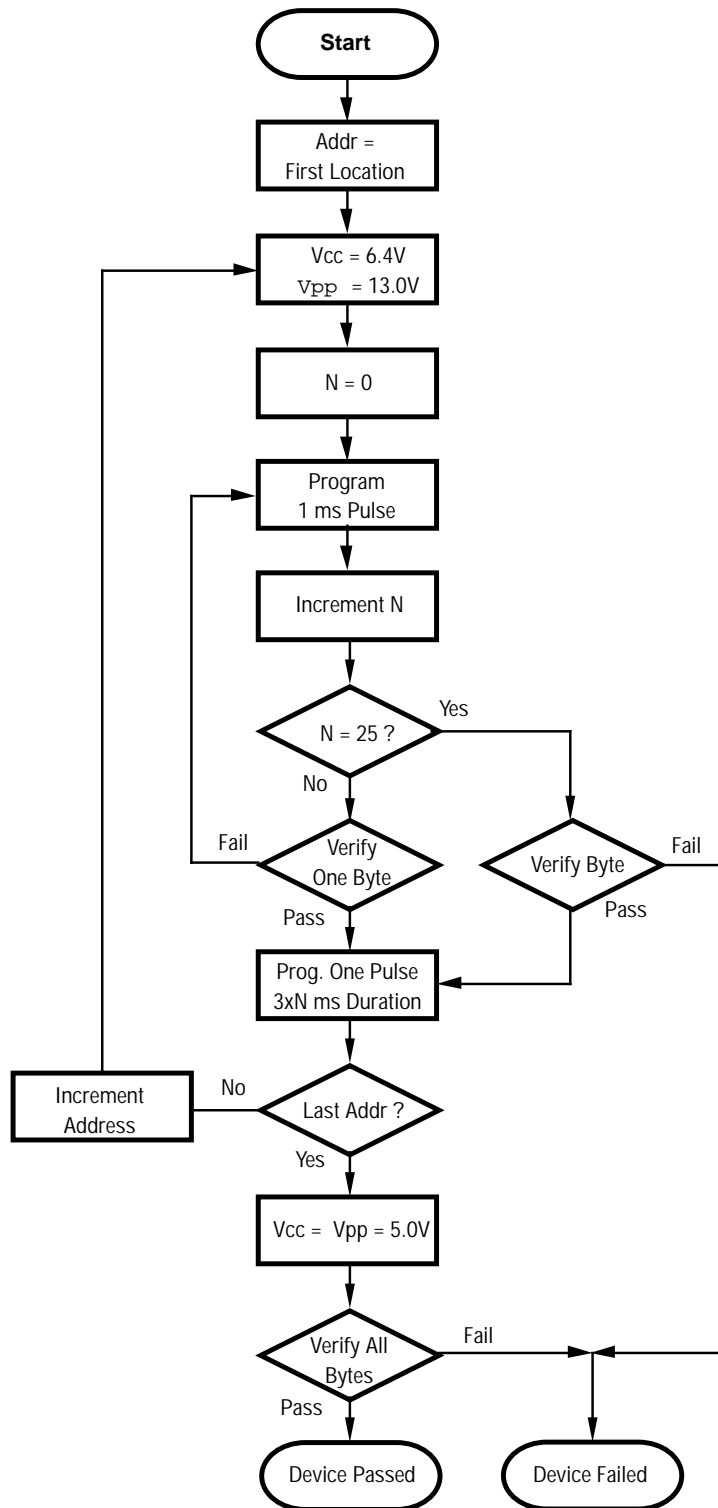 Start
Addr =
First Location
Vcc = 6.4V
Vpp = 13.0V
N = 0
Program
1 ms Pulse
Increment N
N = 25 ?
Yes
No
Fail
Verify
One Byte
Verify Byte
Fail
Pass
Pass
Prog. One Pulse
3xN ms Duration
Increment
Address
No
Last Addr ?
Yes
Vcc = Vpp = 5.0V
Verify All
Bytes
Fail
Pass
Device Passed
Device Failed